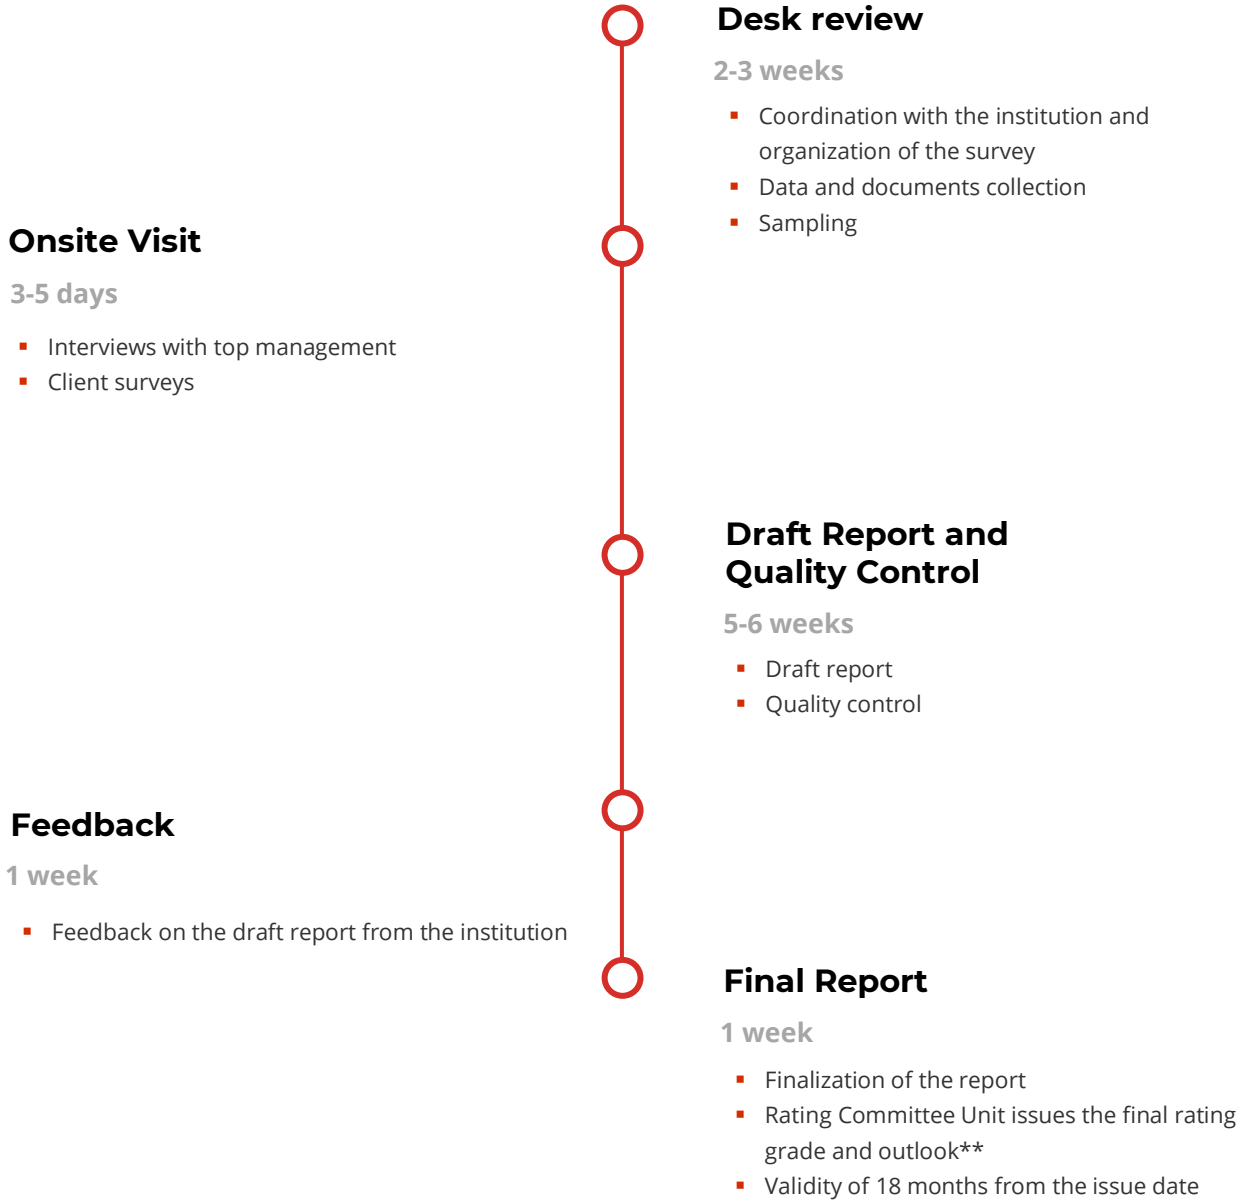 Desk review
2-3 weeks
▪ Coordination with the institution and
organization of the survey
▪ Data and documents collection
▪ Sampling
Onsite Visit
3-5 days
▪ Interviews with top management
▪ Client surveys
Draft Report and
Quality Control
5-6 weeks
▪ Draft report
▪ Quality control
Feedback
1 week
▪ Feedback on the draft report from the institution
Final Report
1 week
▪ Finalization of the report
▪ Rating Committee Unit issues the final rating
grade and outlook**
▪ Validity of 18 months from the issue date